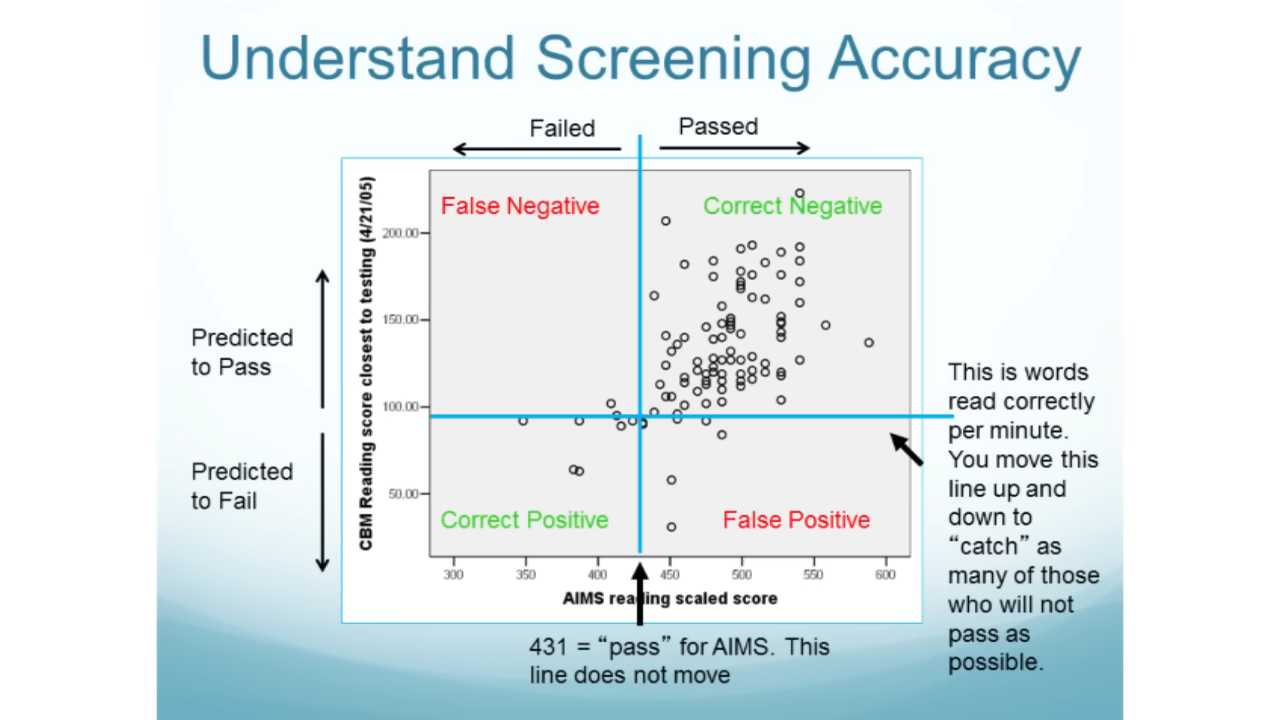 Understand Screening Accuracy
Failed
Passed
CBM Reading score closest to testing (4/21/05)
False Negative
Correct Negative
200.00
150.00
100.00
50.00
Predicted
to Pass
Predicted
to Fail
Correct Positive
False Positive
300
350
400
450
500
550
600
AIMS reading scaled score
431 = “pass” for AIMS. This
line does not move
This is words
read correctly
per minute.
You move this
line up and
down to
“catch” as
many of those
who will not
pass as
possible.